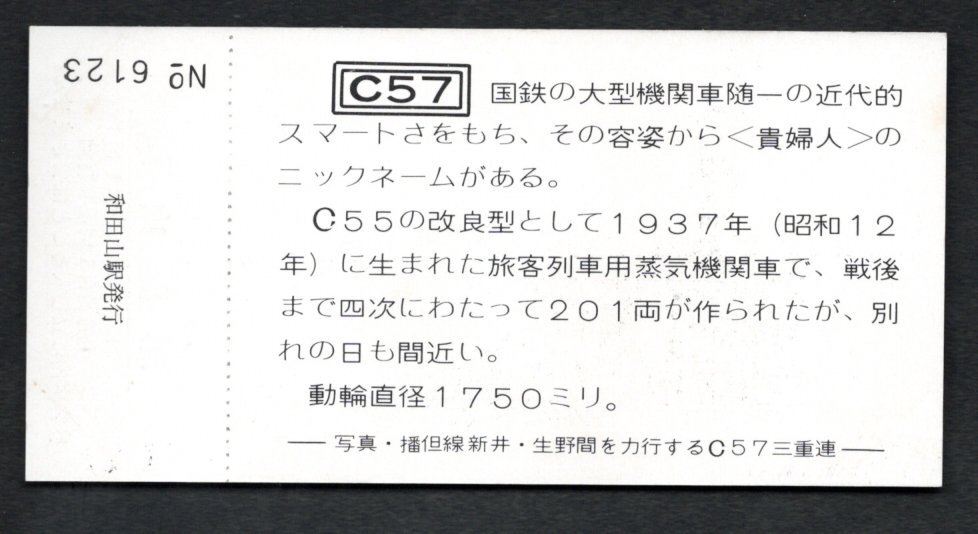 No 6123
和田山駅発行
C57 国鉄の大型機関車随一の近代的
スマートさをもち、その容姿から＜貴婦人＞の
ニックネームがある。
C５５の改良型として１９３７年（昭和１２
年）に生まれた旅客列車用蒸気機関車で、戦後
まで四次にわたって２０１両が作られたが、別
れの日も間近い。
動輪直径１７５０ミリ。
―― 写真・播但線新井・生野間を力行するC５７三重連 ――